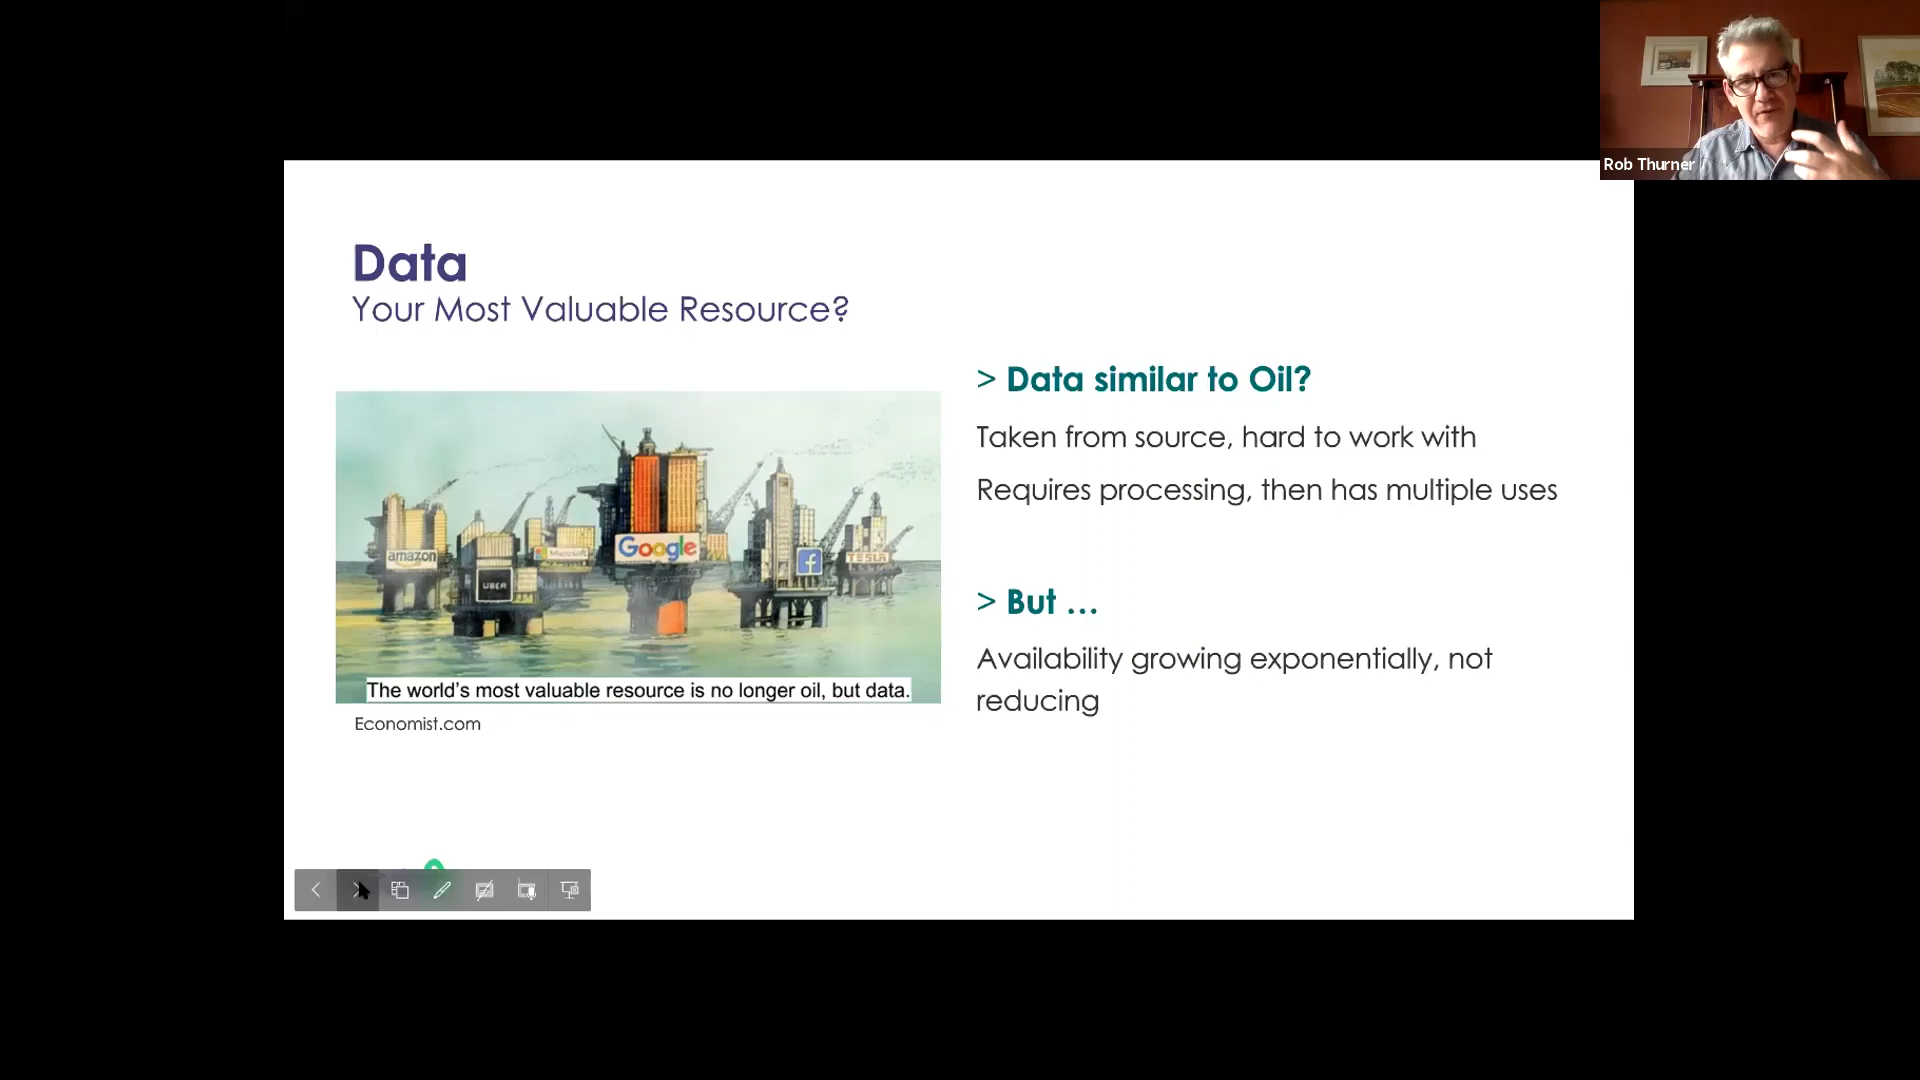 Rob Thurner
Data
Your Most Valuable Resource?
> Data similar to Oil?
Taken from source, hard to work with
Requires processing, then has multiple uses
> But …
Availability growing exponentially, not
reducing
amazon
UBER
Microsoft
Google
f
TESLA
The world's most valuable resource is no longer oil, but data.
Economist.com